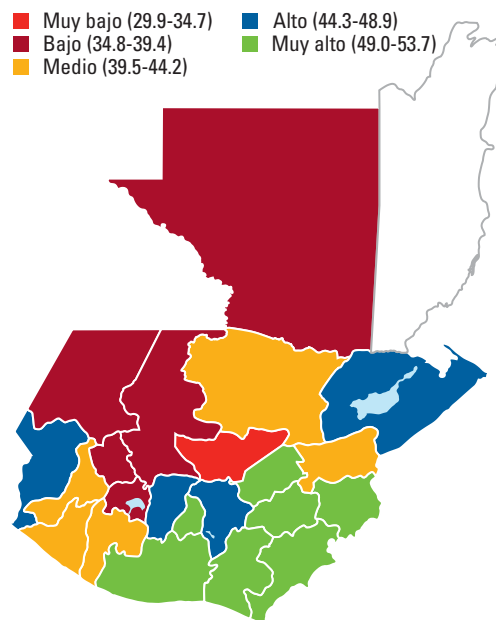 Muy bajo (29.9-34.7)
Bajo (34.8-39.4)
Medio (39.5-44.2)
Alto (44.3-48.9)
Muy alto (49.0-53.7)